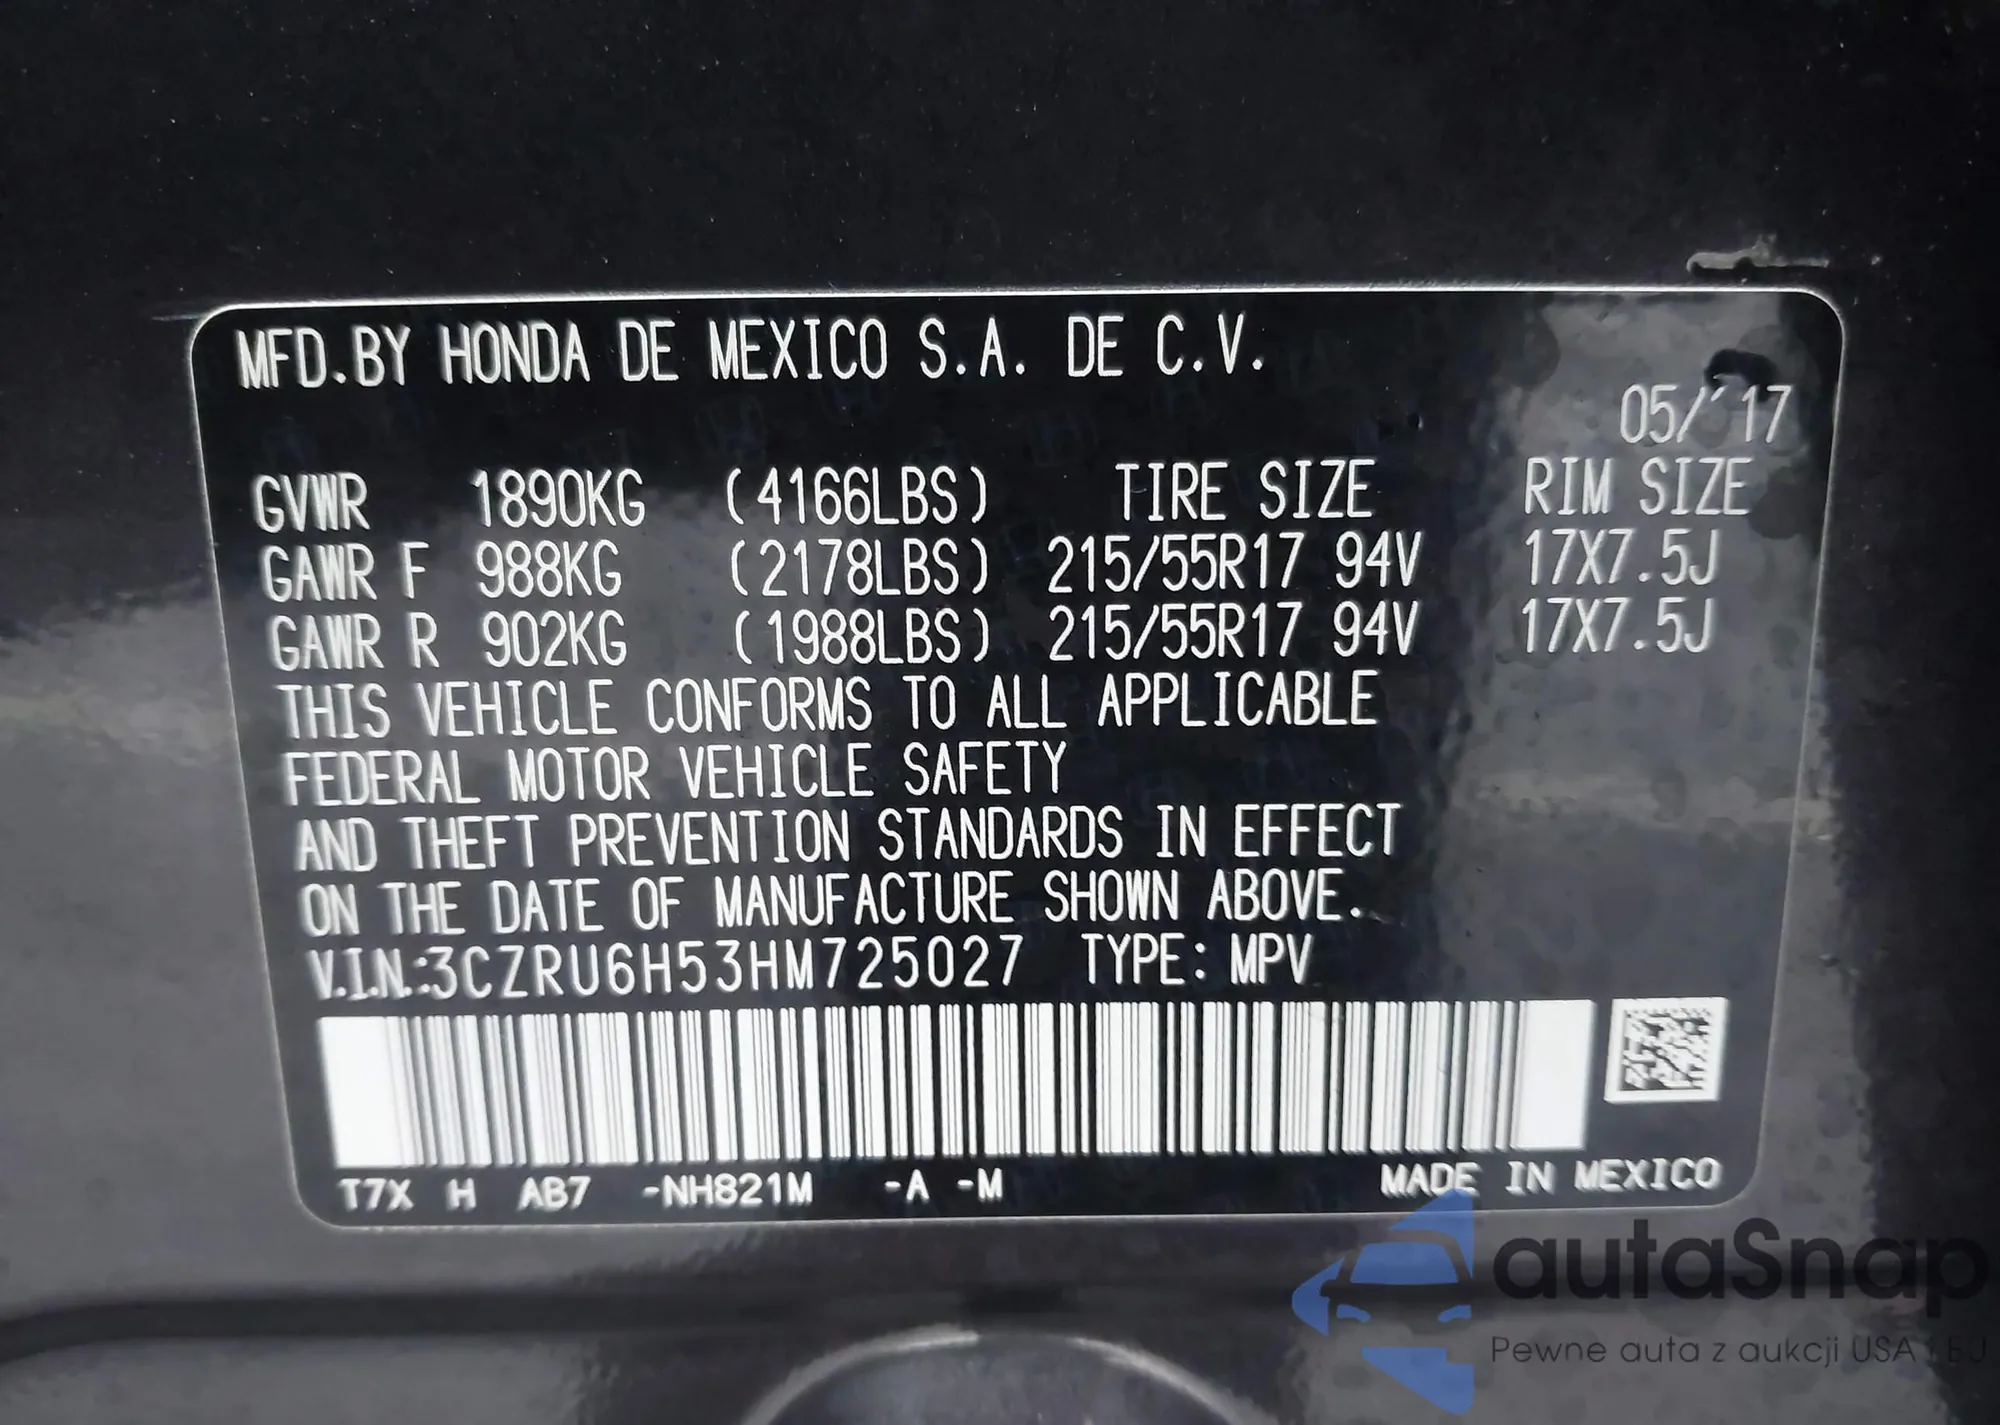 MFD.BY HONDA DE MEXICO S.A. DE C.V.
05/'17
GVWR 1890KG (4166LBS) TIRE SIZE RIM SIZE
GAWR F 988KG (2178LBS) 215/55R17 94V 17X7.5J
GAWR R 902KG (1988LBS) 215/55R17 94V 17X7.5J
THIS VEHICLE CONFORMS TO ALL APPLICABLE
FEDERAL MOTOR VEHICLE SAFETY
AND THEFT PREVENTION STANDARDS IN EFFECT
ON THE DATE OF MANUFACTURE SHOWN ABOVE.
V.I.N.:3CZRU6H53HM725027 TYPE: MPV
T7X H AB7 -NH821M -A -M MADE IN MEXICO
autaSnap
Pewne auta z aukcji USA i EU